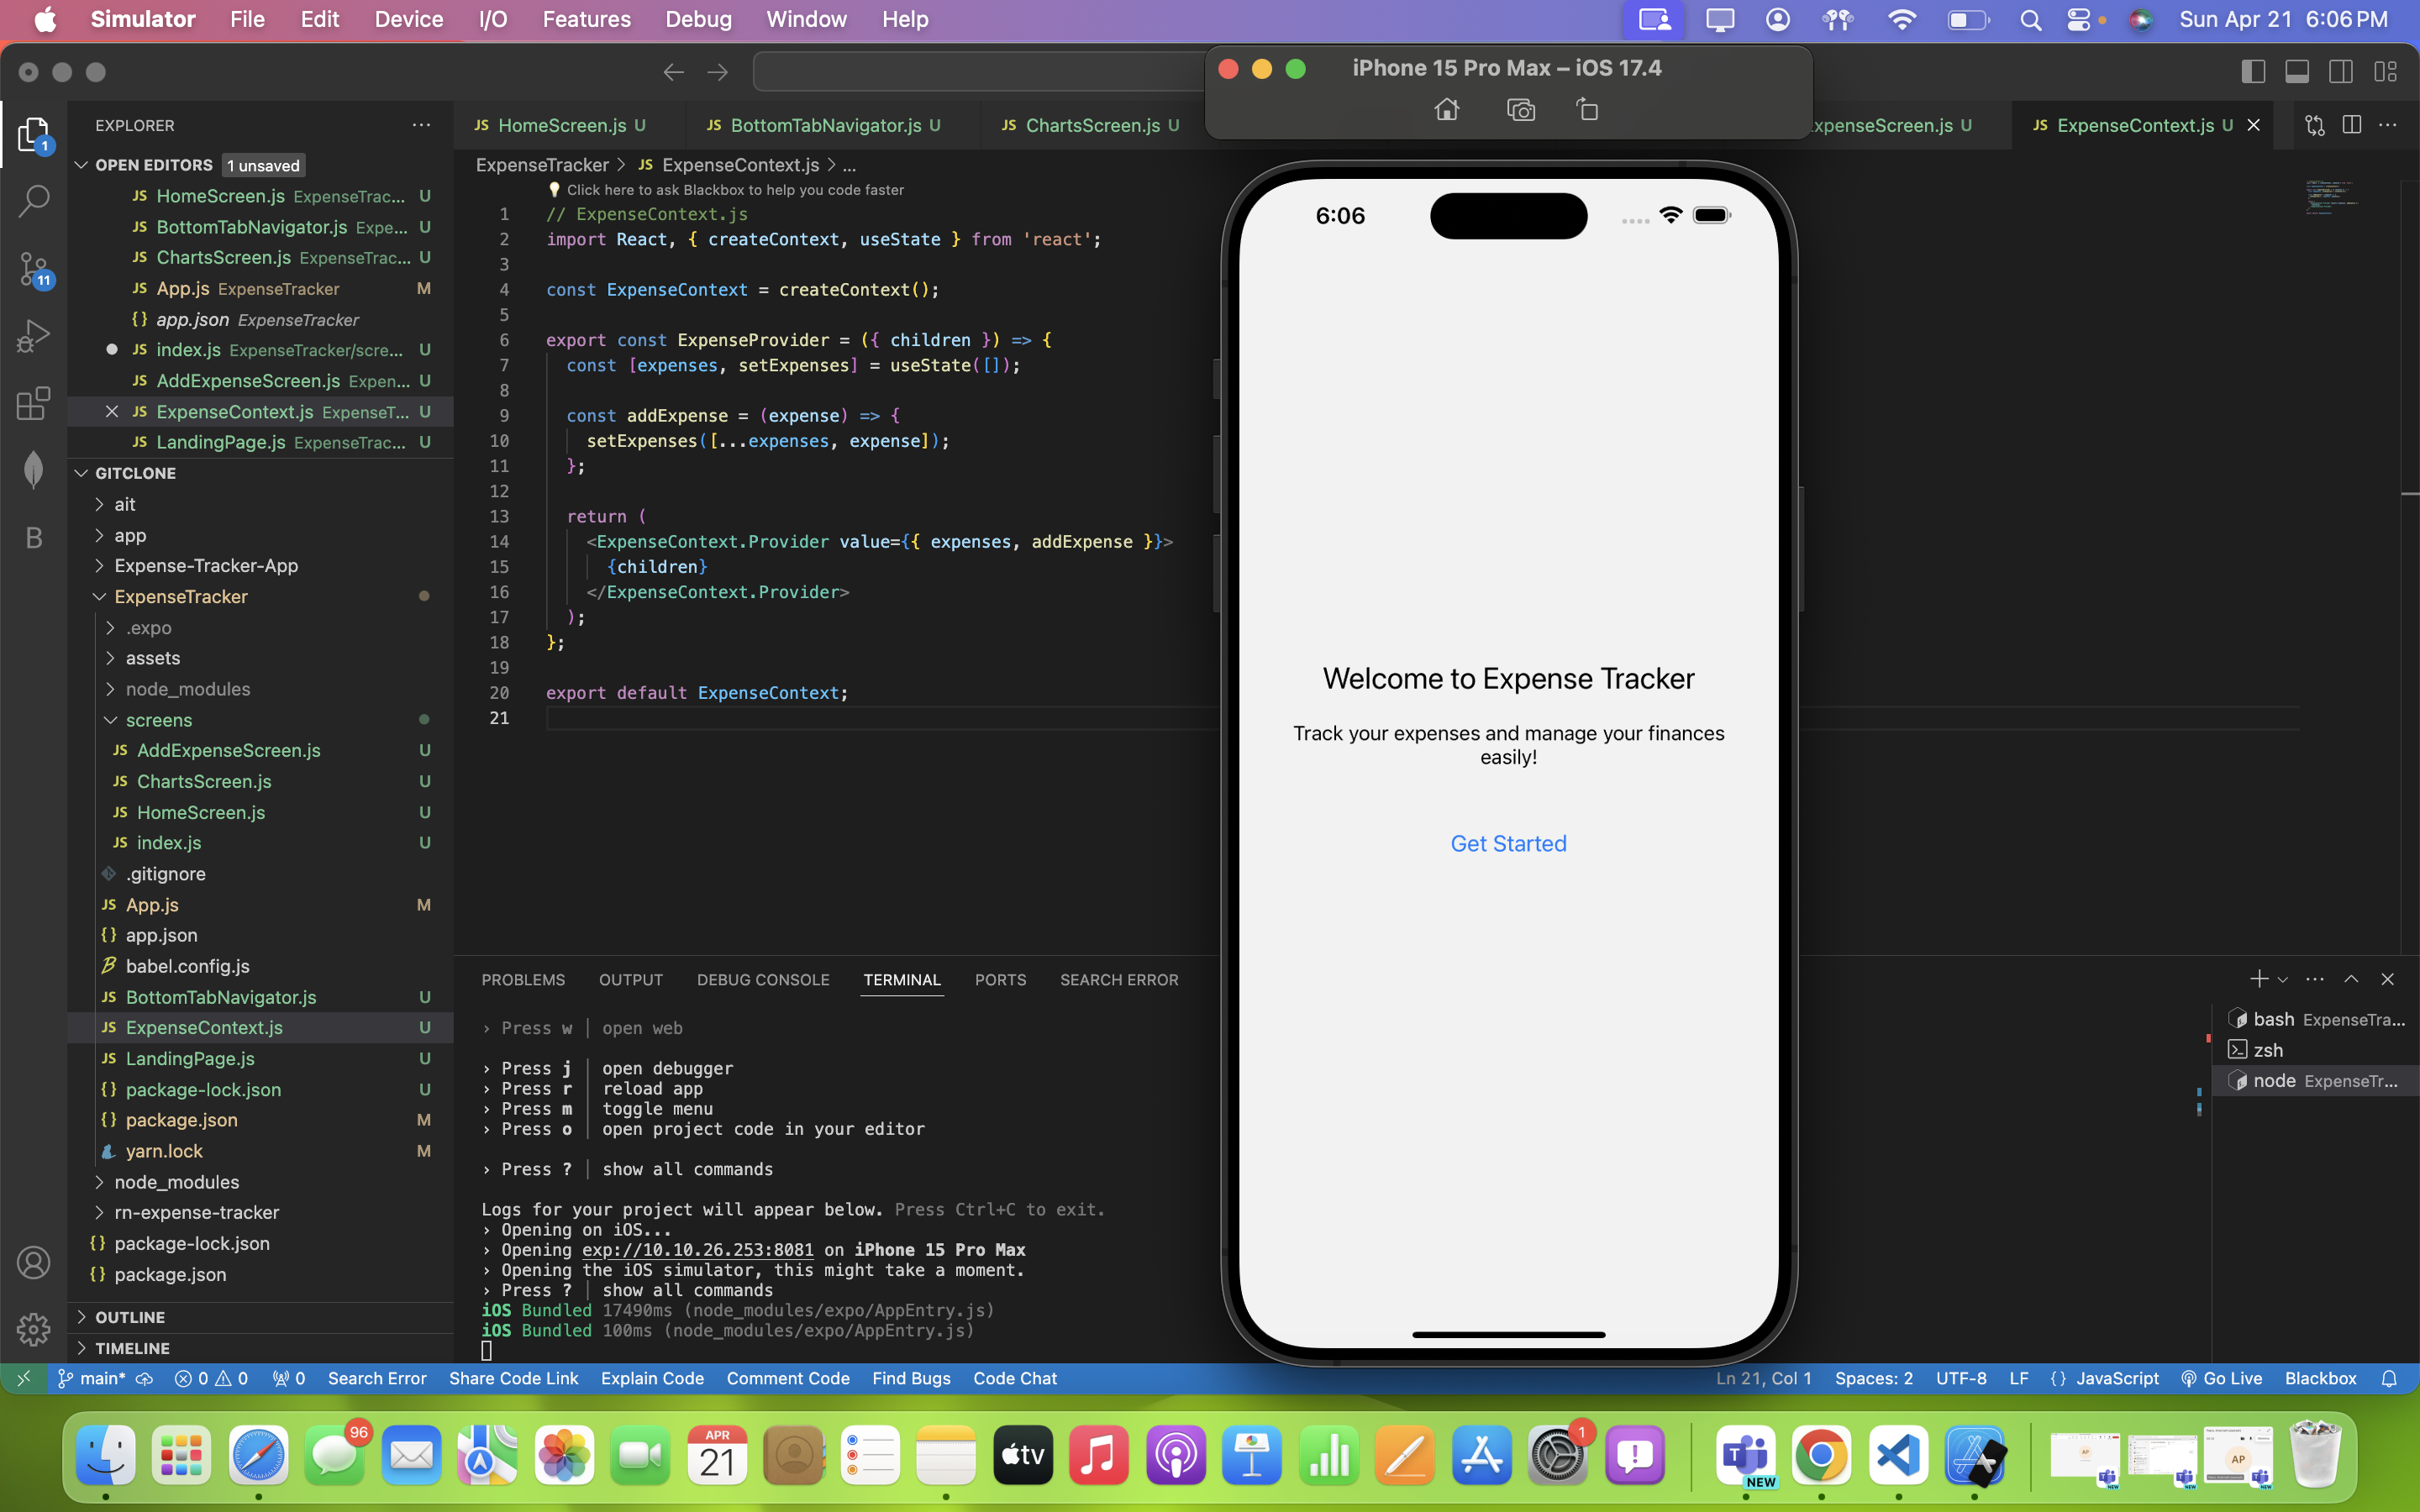 Simulator File Edit Device I/O Features Debug Window Help Sun Apr 21 6:06 PM
iPhone 15 Pro Max – iOS 17.4
EXPLORER
OPEN EDITORS 1 unsaved
JS HomeScreen.js ExpenseTrac... U
JS BottomTabNavigator.js Expe... U
JS ChartsScreen.js ExpenseTrac... U
JS App.js ExpenseTracker M
{} app.json ExpenseTracker
JS index.js ExpenseTracker/scre... U
JS AddExpenseScreen.js Expen... U
JS ExpenseContext.js ExpenseT... U
JS LandingPage.js ExpenseTrac... U
GITCLONE
ait
app
Expense-Tracker-App
ExpenseTracker
.expo
assets
node_modules
screens
JS AddExpenseScreen.js U
JS ChartsScreen.js U
JS HomeScreen.js U
JS index.js U
.gitignore
JS App.js M
{} app.json
babel.config.js
JS BottomTabNavigator.js U
JS ExpenseContext.js U
JS LandingPage.js U
{} package-lock.json U
{} package.json M
yarn.lock M
node_modules
rn-expense-tracker
{} package-lock.json
{} package.json
OUTLINE
TIMELINE
1
11
B
JS HomeScreen.js U JS BottomTabNavigator.js U JS ChartsScreen.js U xpenseScreen.js U JS ExpenseContext.js U
ExpenseTracker > JS ExpenseContext.js > ...
Click here to ask Blackbox to help you code faster
1 // ExpenseContext.js
2 import React, { createContext, useState } from 'react';
3
4 const ExpenseContext = createContext();
5
6 export const ExpenseProvider = ({ children }) => {
7 const [expenses, setExpenses] = useState([]);
8
9 const addExpense = (expense) => {
10 setExpenses([...expenses, expense]);
11 };
12
13 return (
14 <ExpenseContext.Provider value={{ expenses, addExpense }}>
15 {children}
16 </ExpenseContext.Provider>
17 );
18 };
19
20 export default ExpenseContext;
21
6:06
Welcome to Expense Tracker
Track your expenses and manage your finances
easily!
Get Started
PROBLEMS OUTPUT DEBUG CONSOLE TERMINAL PORTS SEARCH ERROR
› Press w │ open web
› Press j │ open debugger
› Press r │ reload app
› Press m │ toggle menu
› Press o │ open project code in your editor
› Press ? │ show all commands
Logs for your project will appear below. Press Ctrl+C to exit.
› Opening on iOS...
› Opening exp://10.10.26.253:8081 on iPhone 15 Pro Max
› Opening the iOS simulator, this might take a moment.
› Press ? │ show all commands
iOS Bundled 17490ms (node_modules/expo/AppEntry.js)
iOS Bundled 100ms (node_modules/expo/AppEntry.js)
bash ExpenseTra...
zsh
node ExpenseTr...
main* 0 0 0 Search Error Share Code Link Explain Code Comment Code Find Bugs Code Chat Ln 21, Col 1 Spaces: 2 UTF-8 LF {} JavaScript Go Live Blackbox
96
APR
21
tv
1
T
NEW
AP